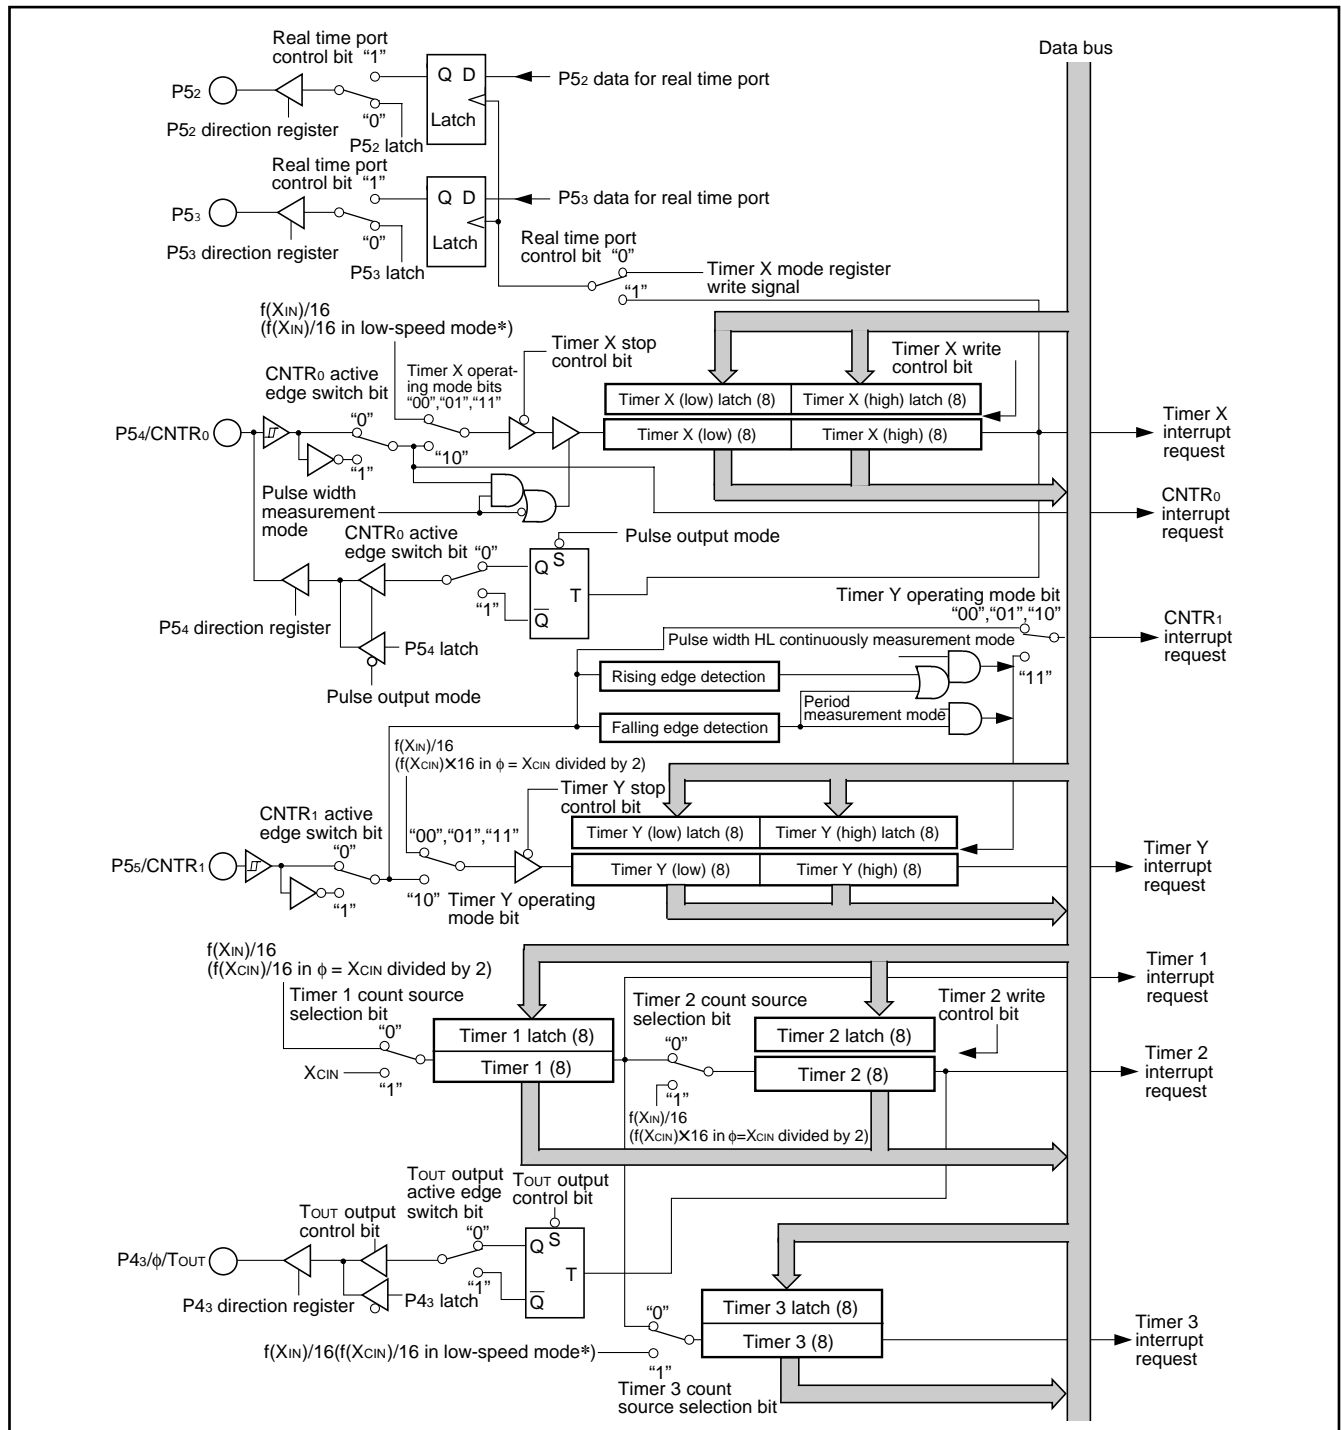 Data bus
Real time port
control bit “1”
Q D
P52 data for real time port
P52
“0”
Latch
P52 direction register
P52 latch
Real time port
control bit “1”
Q D
P53 data for real time port
P53
“0”
Latch
P53 direction register
P53 latch
Real time port
control bit “0”
Timer X mode register
write signal
“1”
f(XIN)/16
(f(XIN)/16 in low-speed mode*)
Timer X stop
control bit
Timer X write
control bit
CNTR0 active
edge switch bit
Timer X operat-
ing mode bits
“00”,“01”,“11”
Timer X (low) latch (8)
Timer X (high) latch (8)
“0”
P54/CNTR0
Timer X (low) (8)
Timer X (high) (8)
Timer X
interrupt
request
“1”
“10”
Pulse width
measurement
mode
CNTR0
interrupt
request
CNTR0 active
edge switch bit “0”
Pulse output mode
Q S
T
“1”
Q
P54 direction register
P54 latch
Pulse output mode
Timer Y operating mode bit
“00”,“01”,“10”
CNTR1
interrupt
request
Pulse width HL continuously measurement mode
Rising edge detection
“11”
Period
measurement mode
Falling edge detection
f(XIN)/16
(f(XCIN)✕16 in ϕ = XCIN divided by 2)
Timer Y stop
control bit
CNTR1 active
edge switch bit
“00”,“01”,“11”
Timer Y (low) latch (8)
Timer Y (high) latch (8)
“0”
P55/CNTR1
Timer Y (low) (8)
Timer Y (high) (8)
Timer Y
interrupt
request
“1”
“10” Timer Y operating
mode bit
f(XIN)/16
(f(XCIN)/16 in ϕ = XCIN divided by 2)
Timer 1
interrupt
request
Timer 1 count source
selection bit
Timer 2 count source
selection bit
Timer 2 write
control bit
“0”
Timer 1 latch (8)
“0”
Timer 2 latch (8)
Timer 1 (8)
Timer 2 (8)
Timer 2
interrupt
request
XCIN
“1”
“1”
f(XIN)/16
(f(XCIN)✕16 in ϕ=XCIN divided by 2)
TOUT output
active edge
switch bit
TOUT output
control bit
TOUT output
control bit
“0”
Q S
P43/ϕ/TOUT
T
“1”
Q
P43 direction register
P43 latch
Timer 3 latch (8)
“0”
Timer 3 (8)
Timer 3
interrupt
request
f(XIN)/16(f(XCIN)/16 in low-speed mode*)
“1”
Timer 3 count
source selection bit